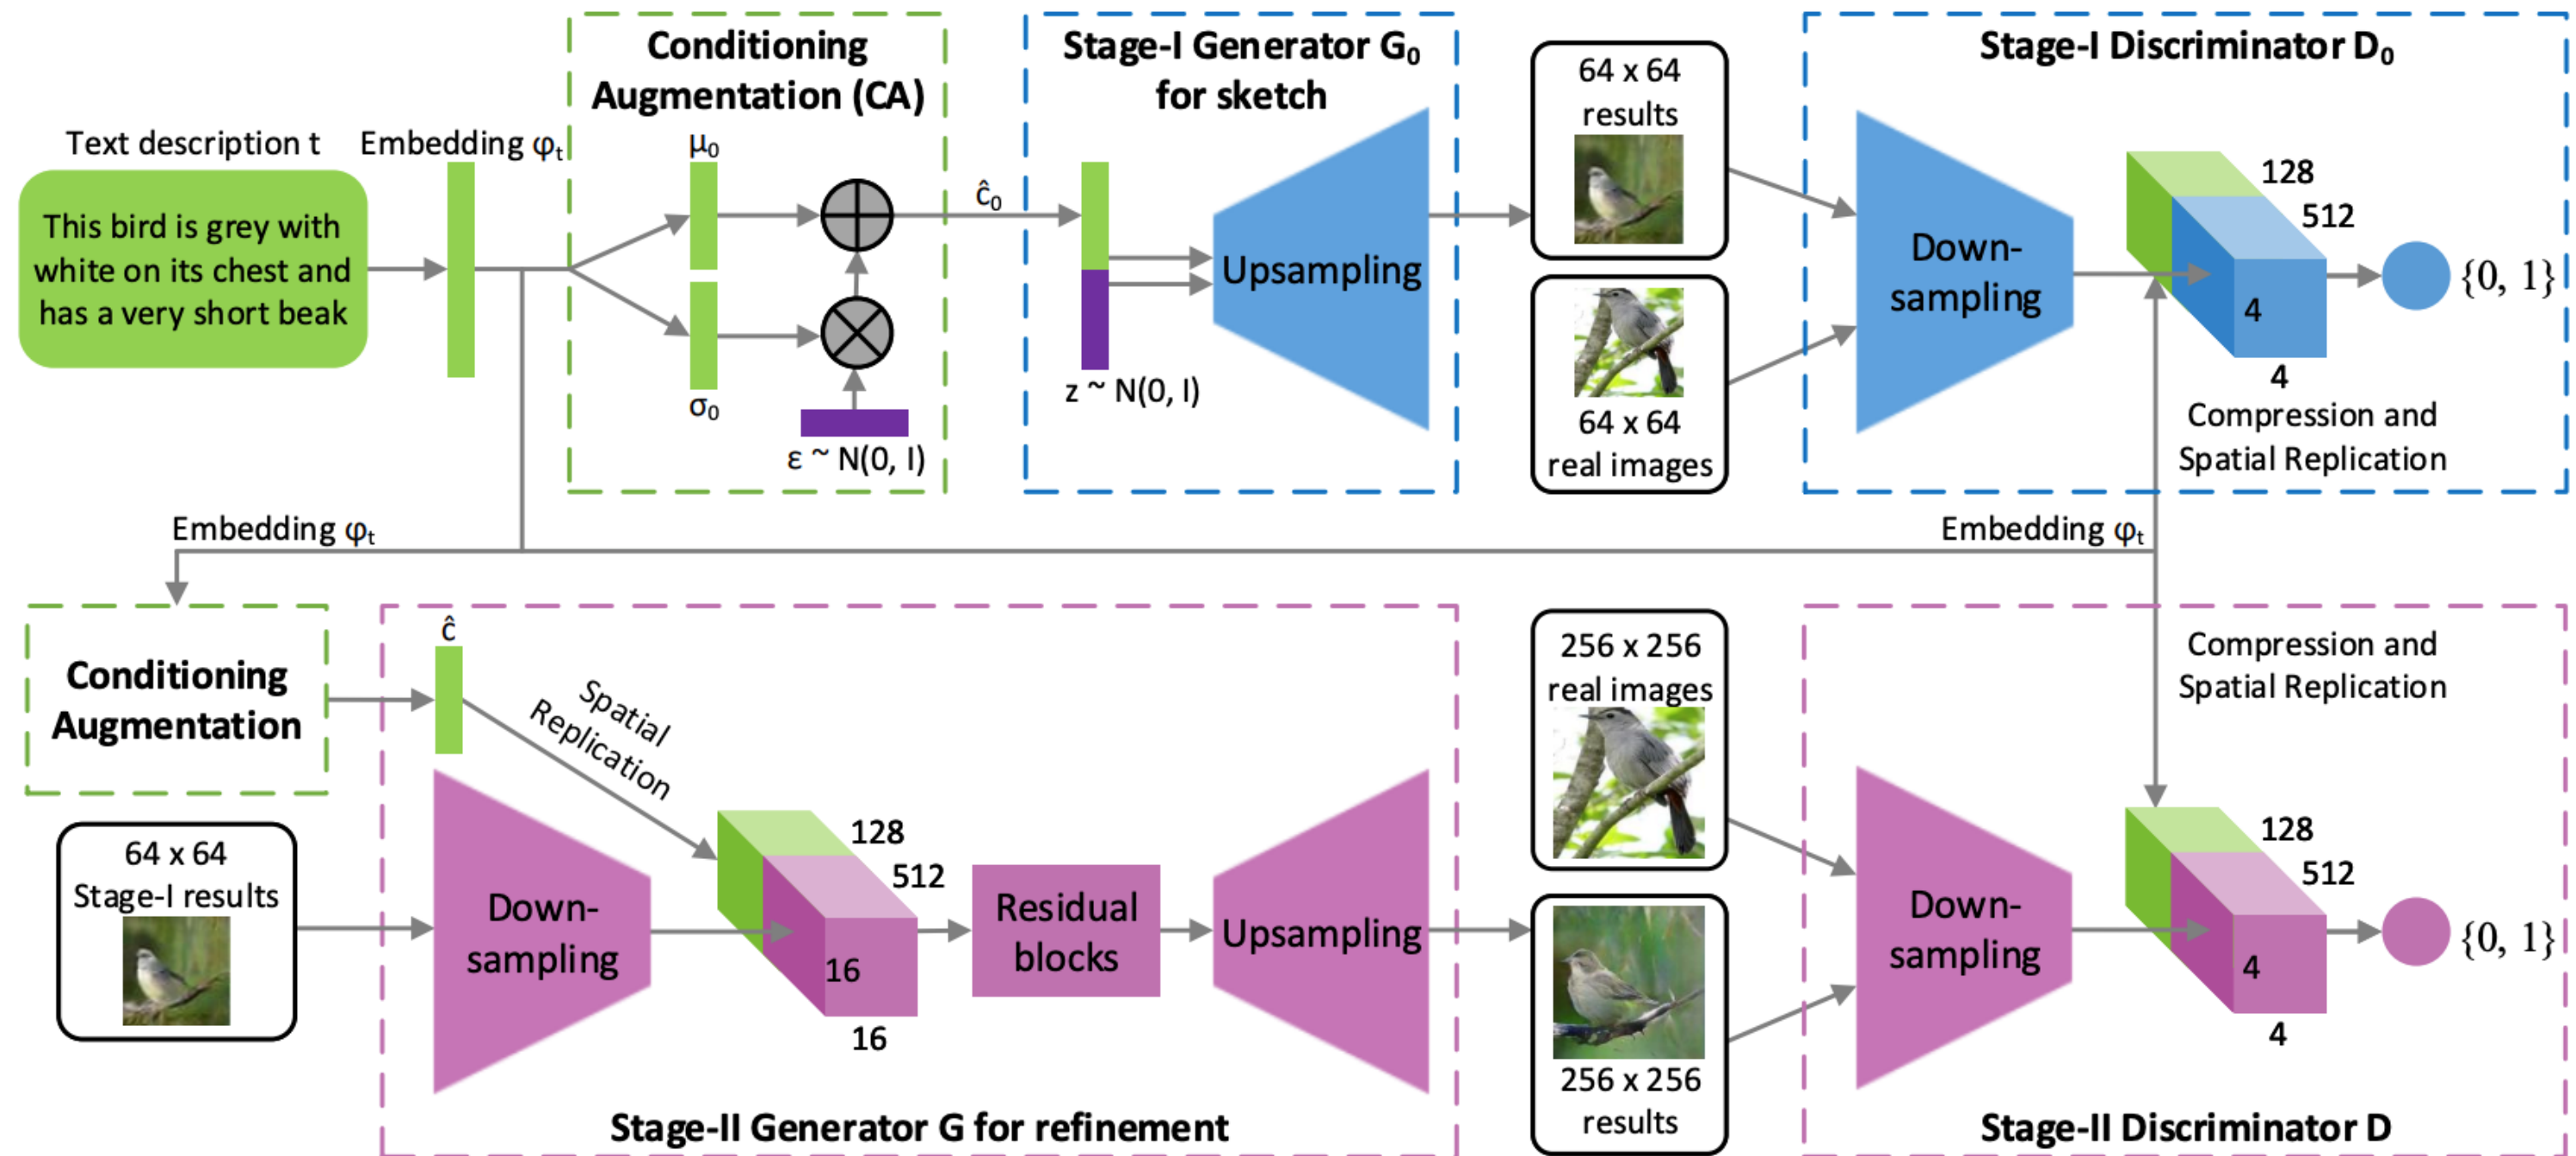 Text description t
This bird is grey with
white on its chest and
has a very short beak
Embedding φt
Conditioning
Augmentation (CA)
μ0
σ0
ε ~ N(0, I)
ĉ0
Stage-I Generator G0
for sketch
z ~ N(0, I)
Upsampling
64 x 64
results
64 x 64
real images
Stage-I Discriminator D0
Down-
sampling
128
512
4
4
{0, 1}
Compression and
Spatial Replication
Embedding φt
Embedding φt
Conditioning
Augmentation
64 x 64
Stage-I results
ĉ
Spatial
Replication
Down-
sampling
128
512
16
16
Residual
blocks
Upsampling
Stage-II Generator G for refinement
256 x 256
real images
256 x 256
results
Compression and
Spatial Replication
Down-
sampling
128
512
4
4
{0, 1}
Stage-II Discriminator D